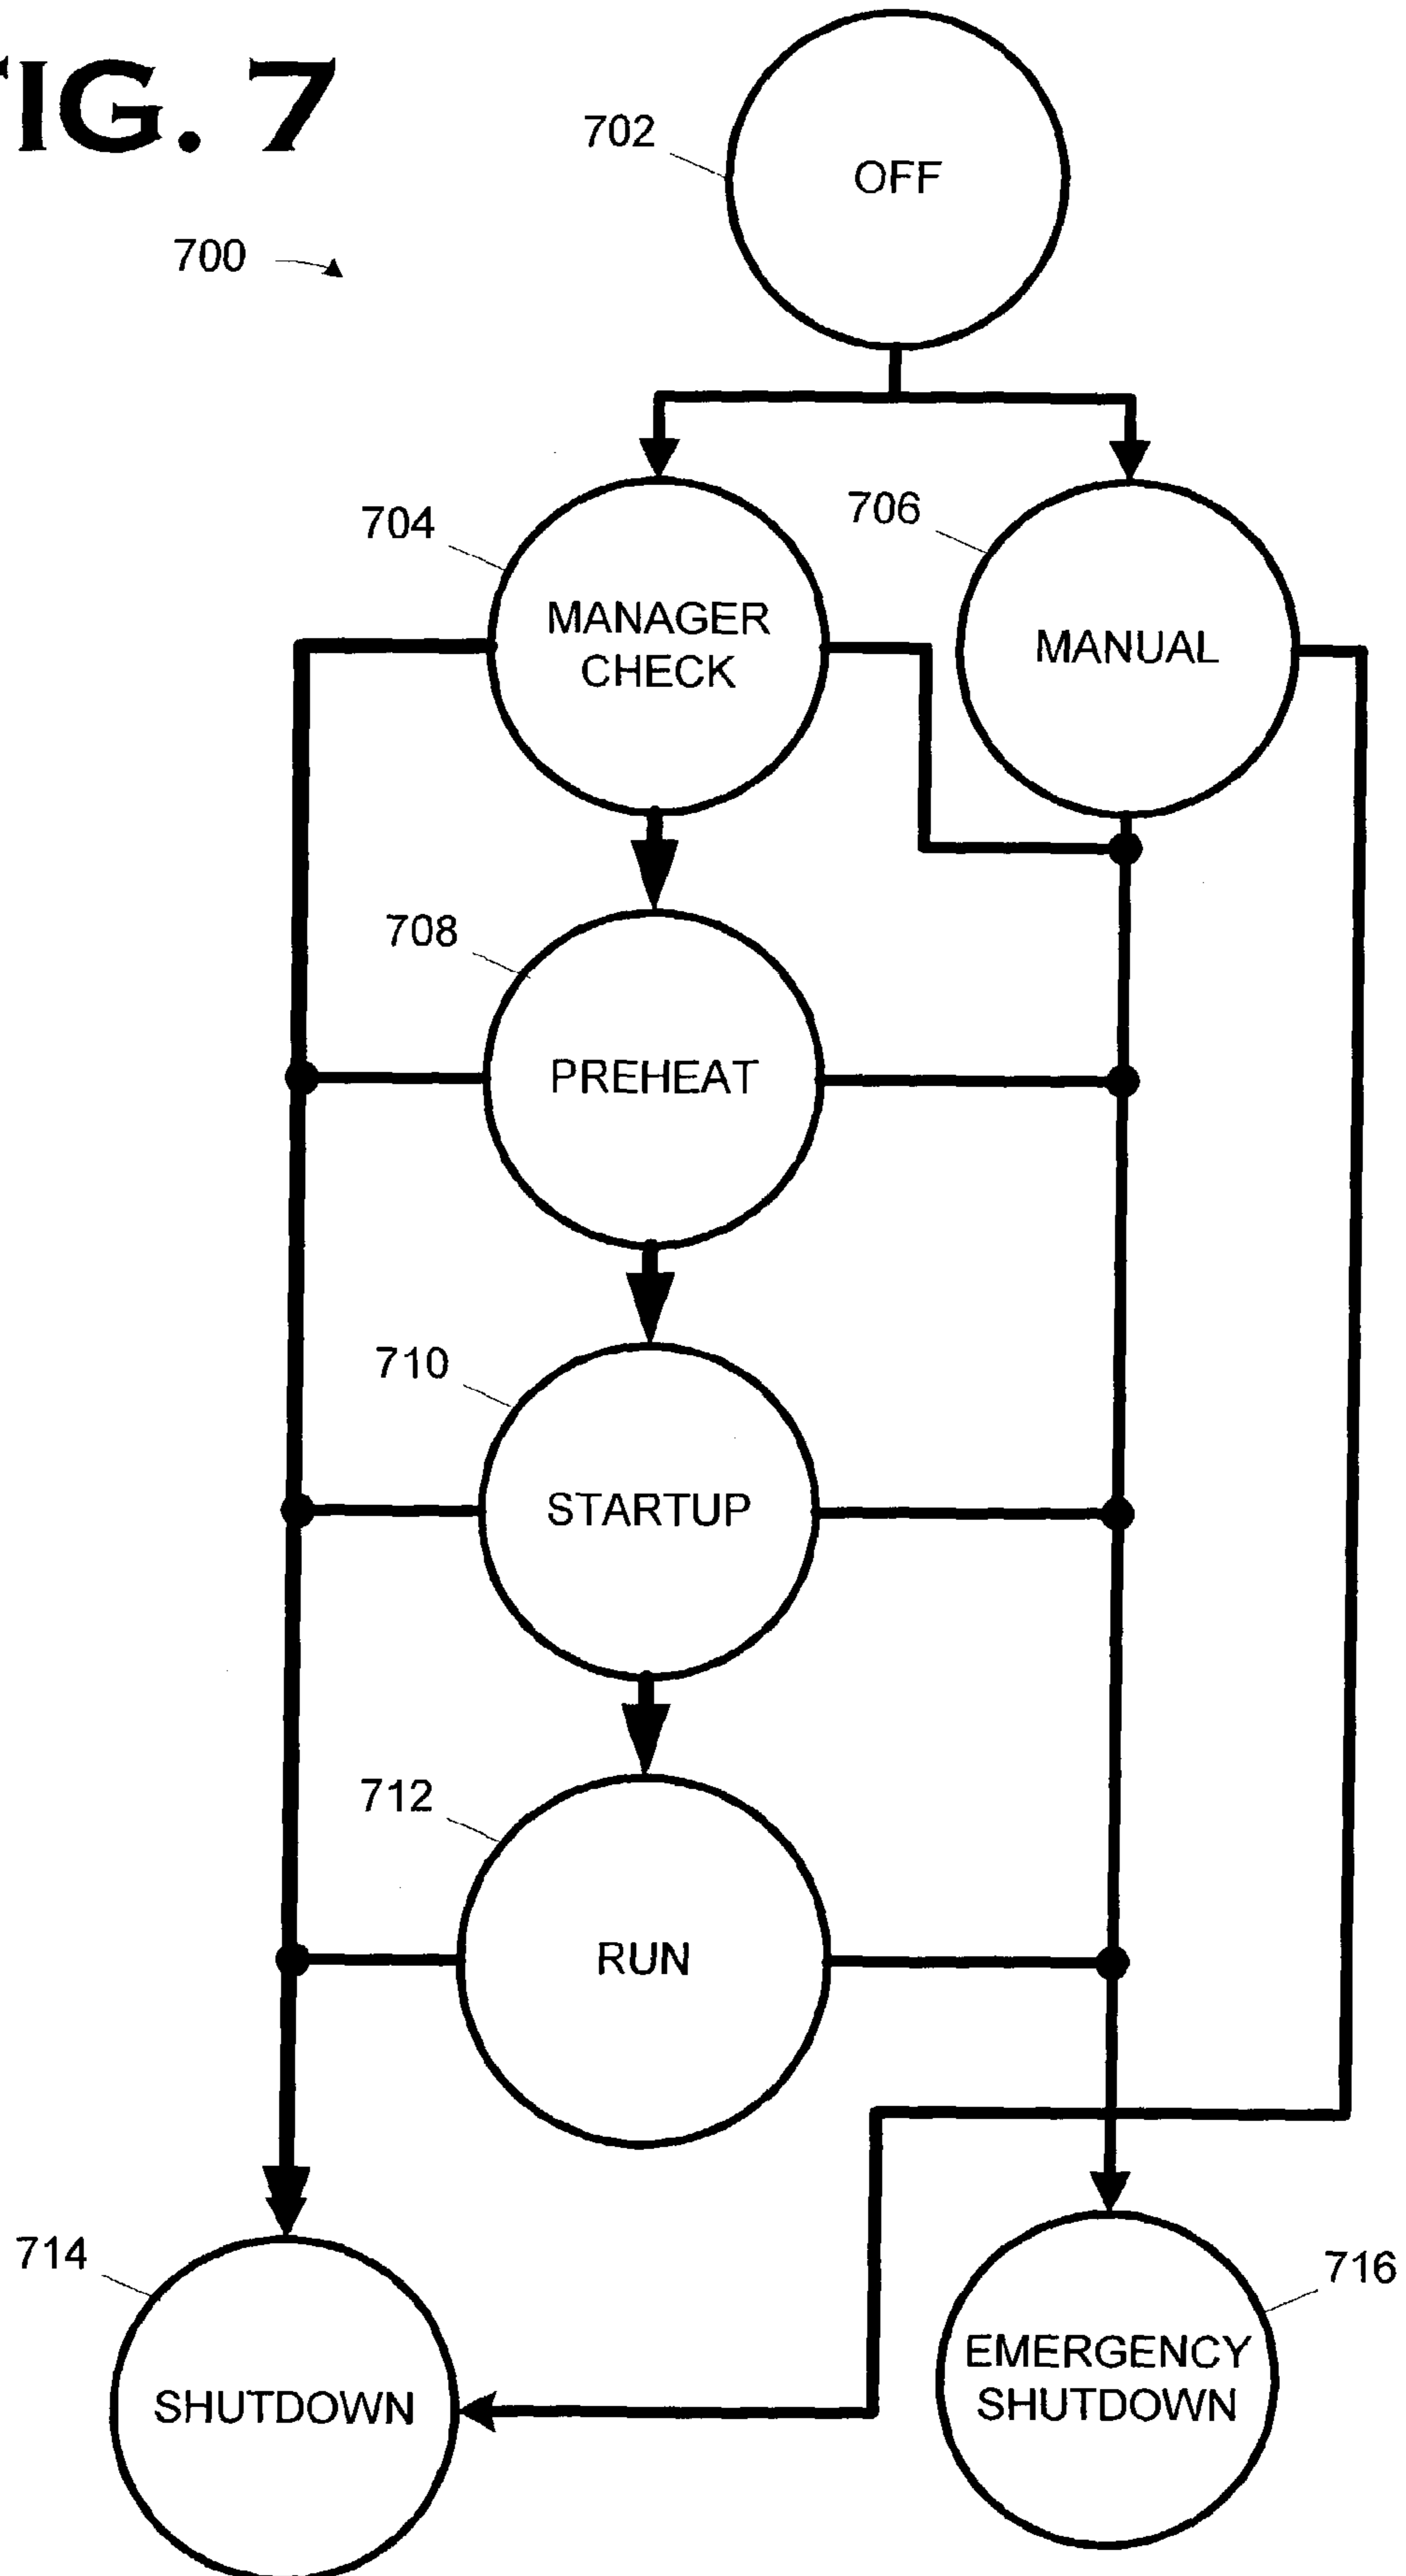 FIG. 7
700
702
OFF
704
MANAGER
CHECK
706
MANUAL
708
PREHEAT
710
STARTUP
712
RUN
714
SHUTDOWN
716
EMERGENCY
SHUTDOWN